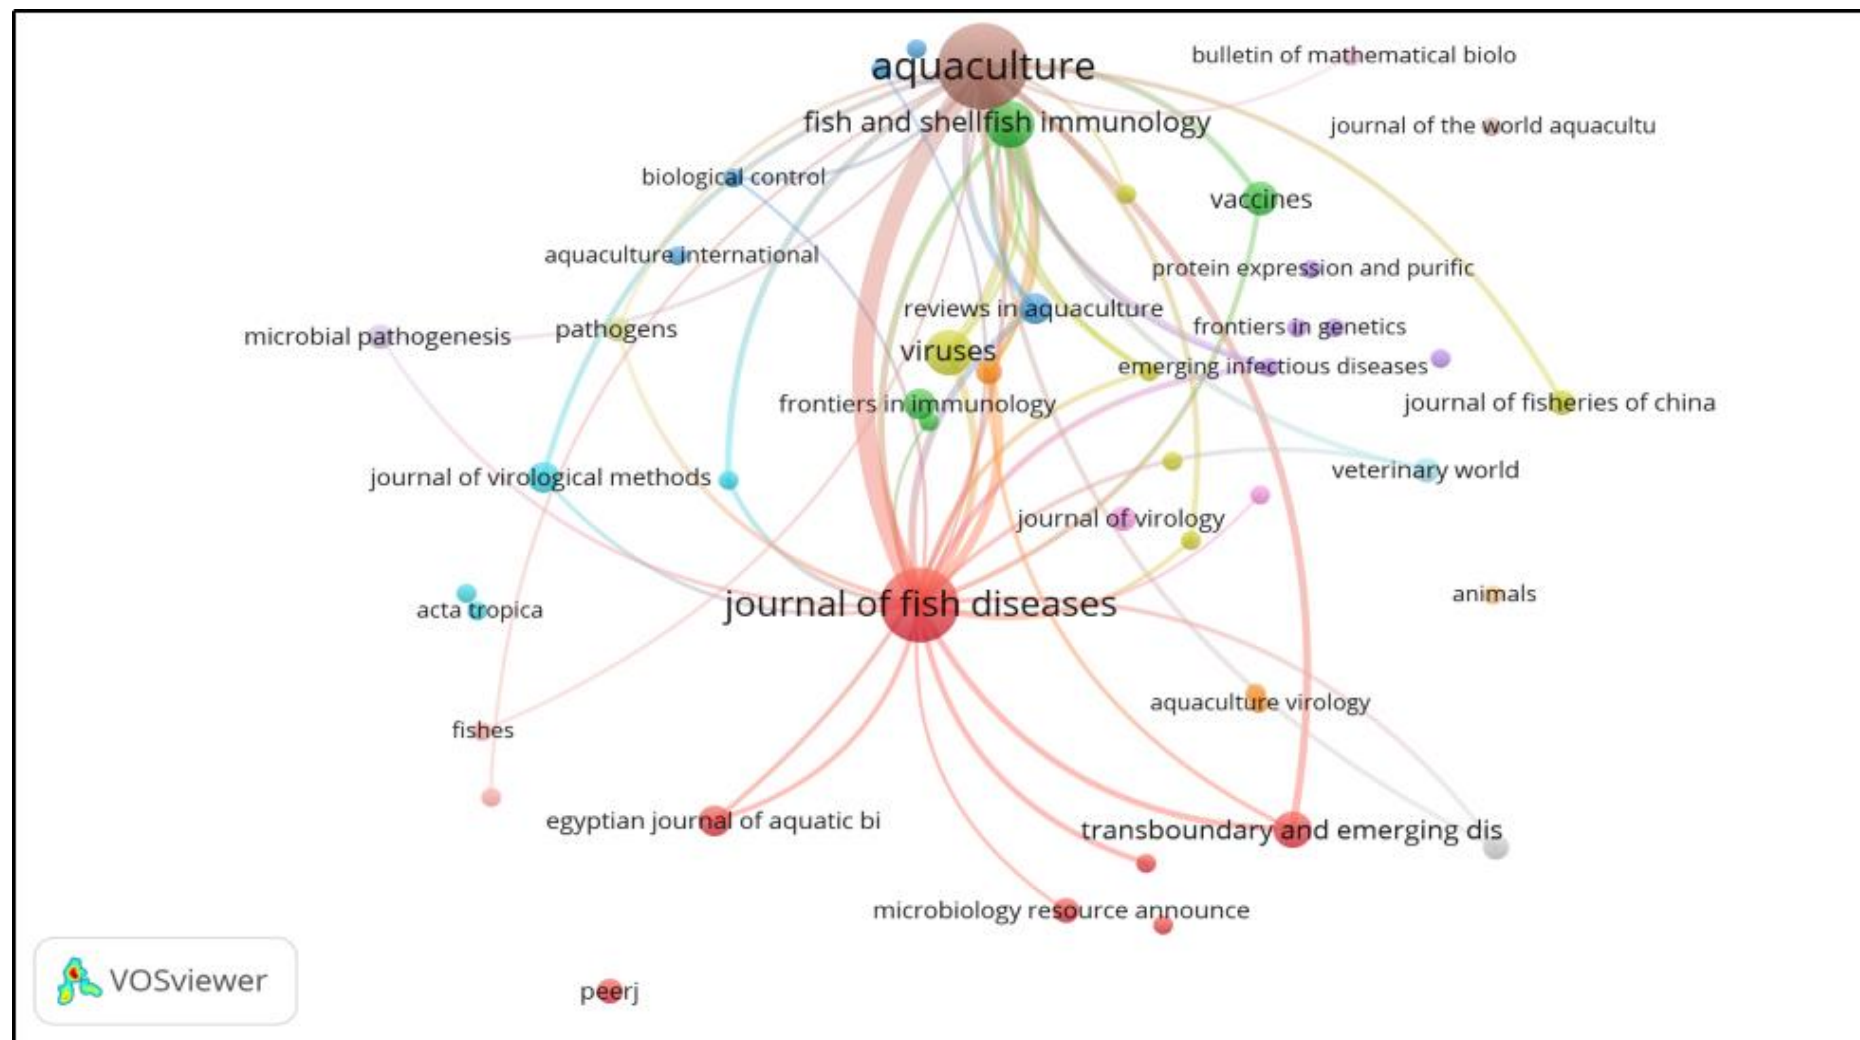 bulletin of mathematical biolo
aquaculture
fish and shellfish immunology
journal of the world aquacultu
biological control
vaccines
aquaculture international
protein expression and purific
reviews in aquaculture
microbial pathogenesis
pathogens
frontiers in genetics
viruses
emerging infectious diseases
frontiers in immunology
journal of fisheries of china
journal of virological methods
veterinary world
journal of virology
acta tropica
journal of fish diseases
animals
fishes
aquaculture virology
egyptian journal of aquatic bi
transboundary and emerging dis
microbiology resource announce
VOSviewer
peerj